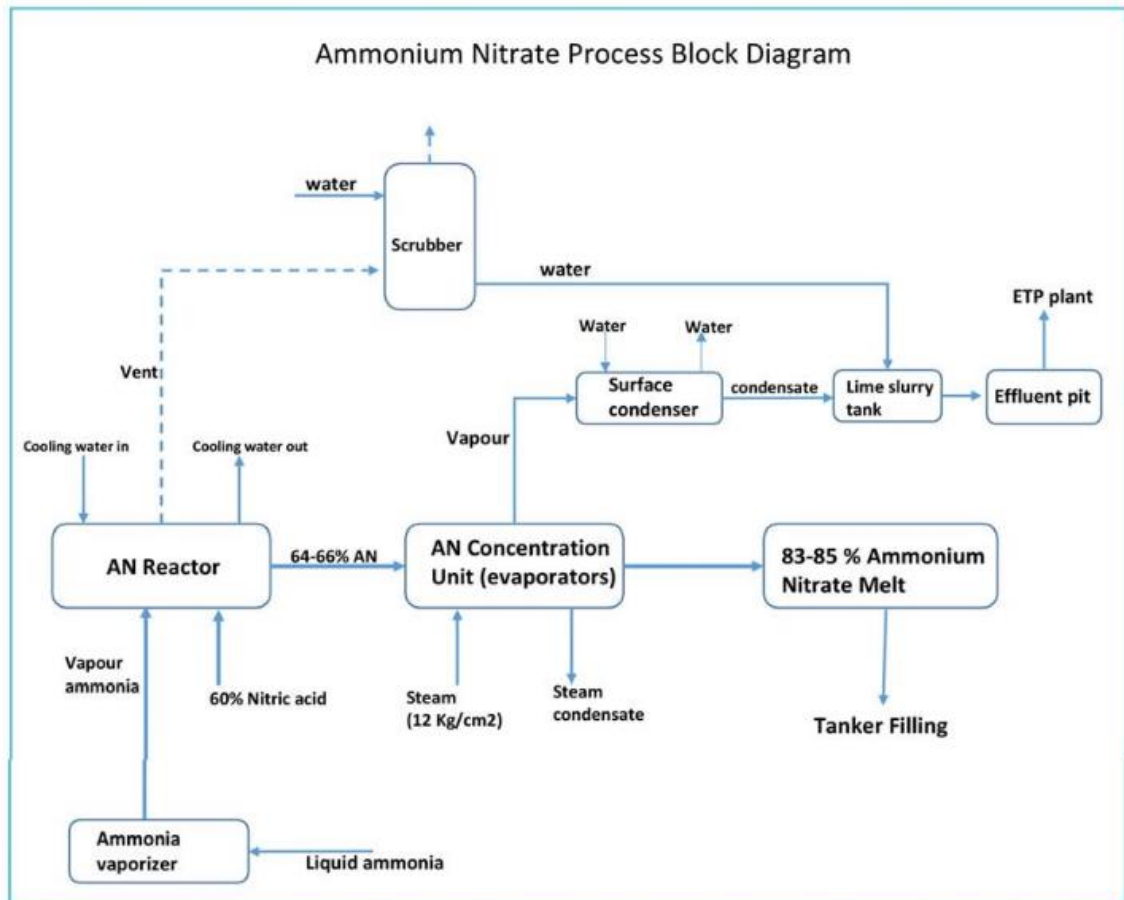 Ammonium Nitrate Process Block Diagram
water
Scrubber
water
ETP plant
Water
Water
Vent
Surface
condenser
condensate
Lime slurry
tank
Effluent pit
Vapour
Cooling water in
Cooling water out
AN Reactor
64-66% AN
AN Concentration
Unit (evaporators)
83-85 % Ammonium
Nitrate Melt
Vapour
ammonia
60% Nitric acid
Steam
(12 Kg/cm2)
Steam
condensate
Tanker Filling
Ammonia
vaporizer
Liquid ammonia